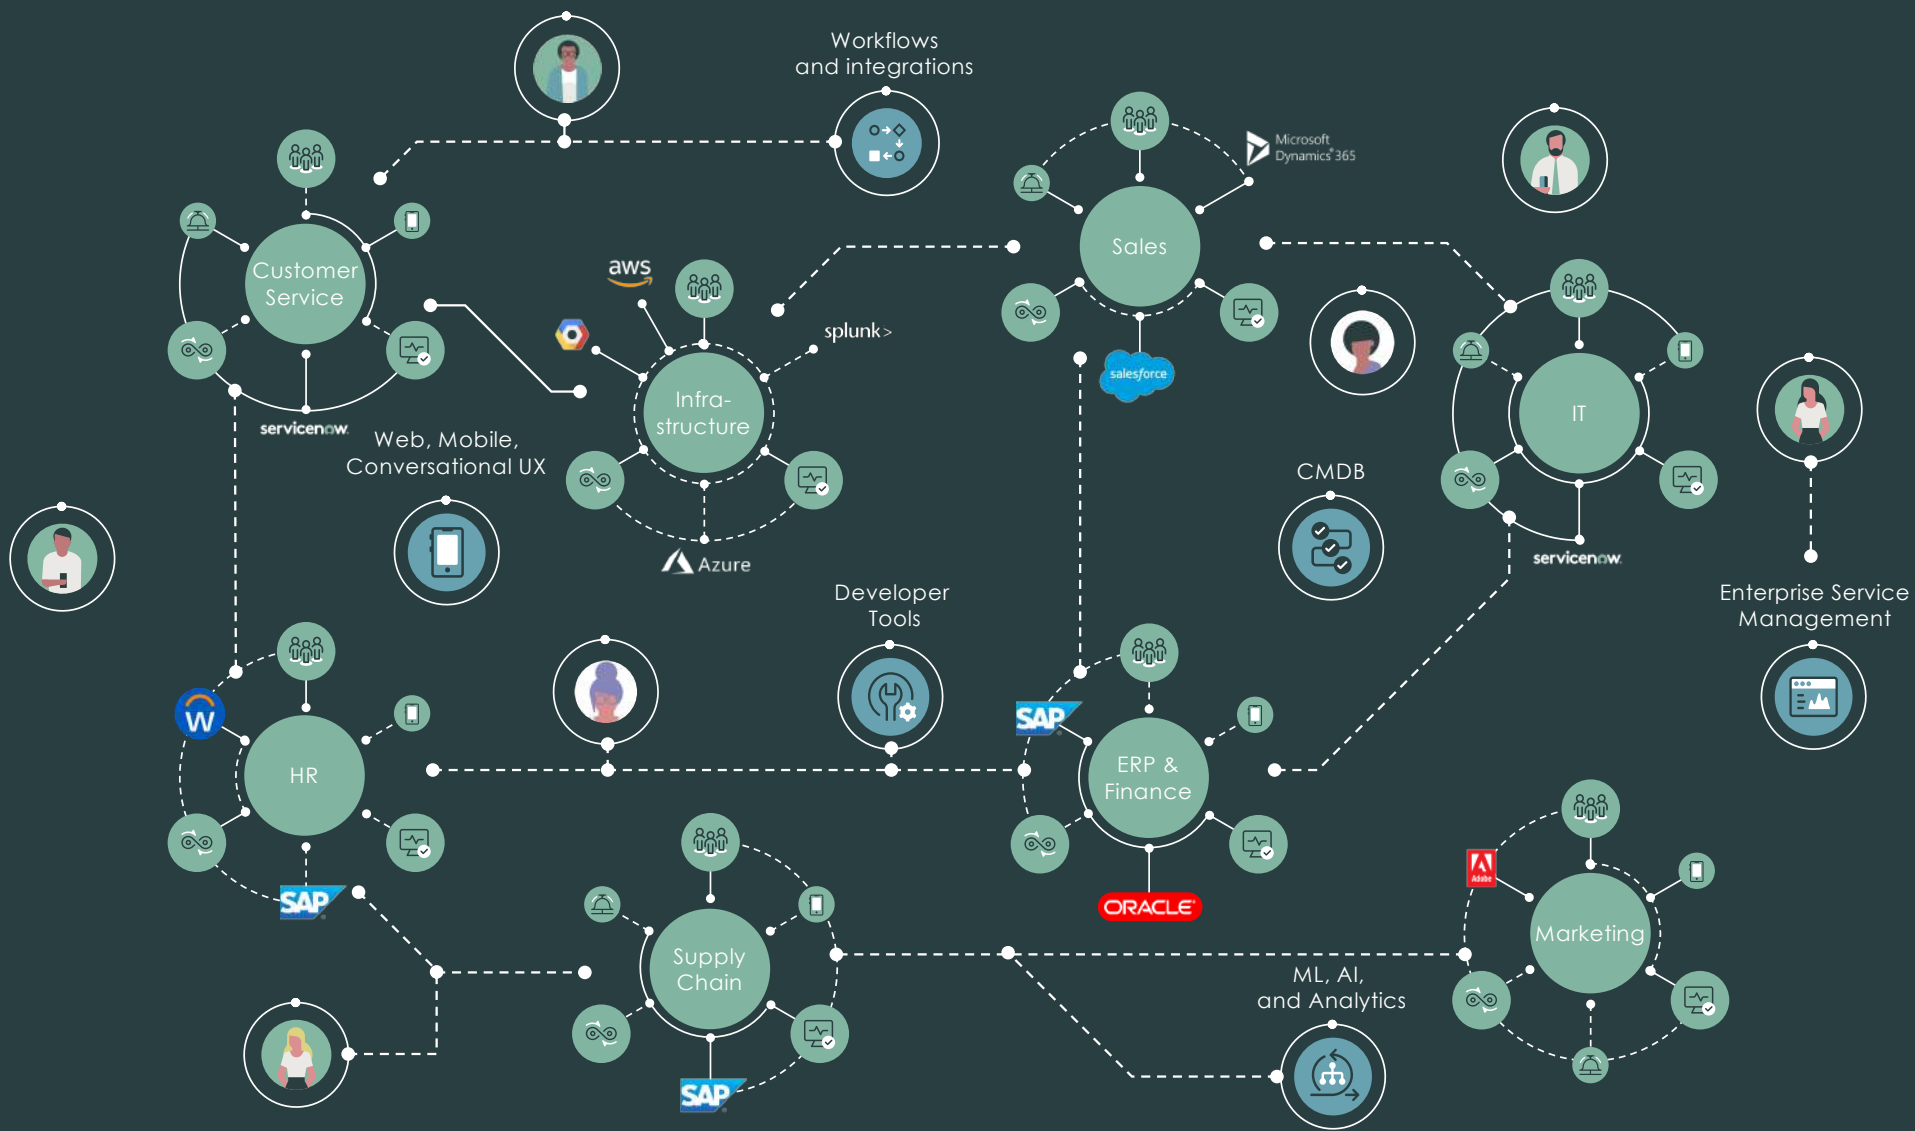 Workflows
and integrations
Microsoft
Dynamics 365
Sales
aws
Customer
Service
splunk>
salesforce
Infra-
structure
IT
servicenow.
Web, Mobile,
Conversational UX
CMDB
Azure
servicenow.
Developer
Tools
Enterprise Service
Management
W
SAP
HR
ERP &
Finance
SAP
ORACLE
Adobe
Marketing
Supply
Chain
ML, AI,
and Analytics
SAP